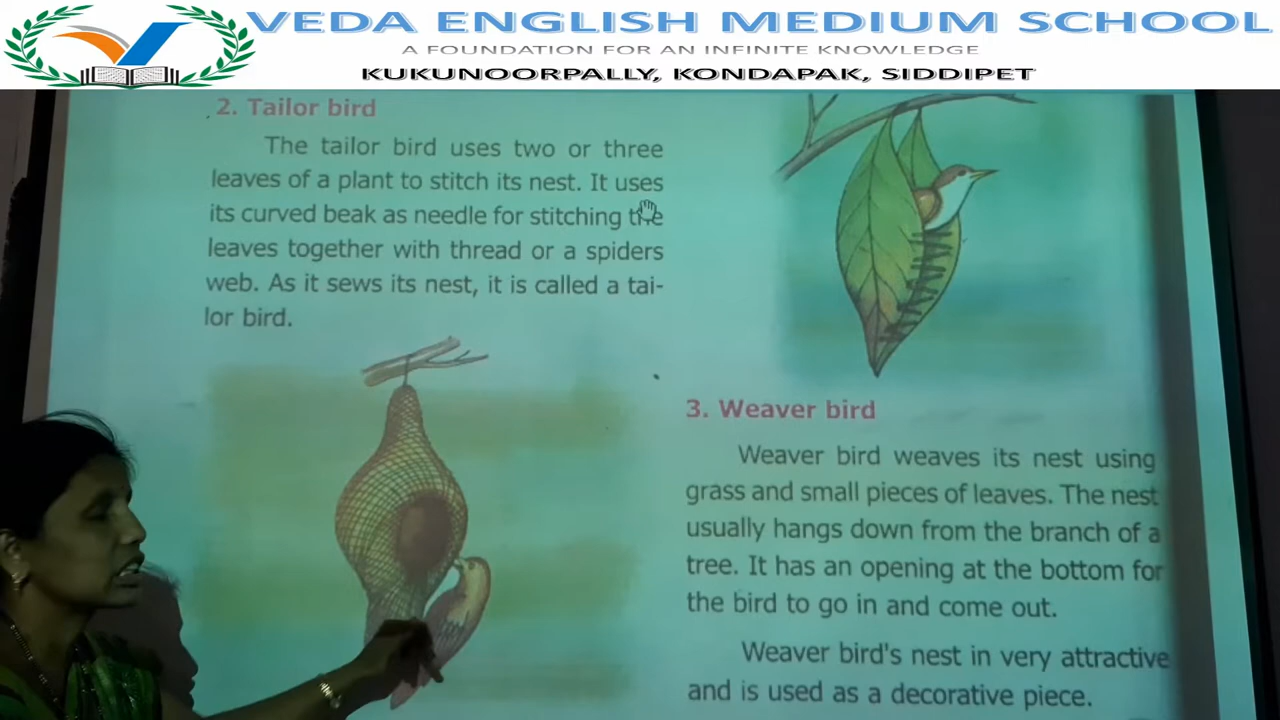 VEDA ENGLISH MEDIUM SCHOOL
A FOUNDATION FOR AN INFINITE KNOWLEDGE
KUKUNOORPALLY, KONDAPAK, SIDDIPET
2. Tailor bird
The tailor bird uses two or three
leaves of a plant to stitch its nest. It uses
its curved beak as needle for stitching the
leaves together with thread or a spiders
web. As it sews its nest, it is called a tai-
lor bird.
3. Weaver bird
Weaver bird weaves its nest using
grass and small pieces of leaves. The nest
usually hangs down from the branch of a
tree. It has an opening at the bottom for
the bird to go in and come out.
Weaver bird's nest in very attractive
and is used as a decorative piece.